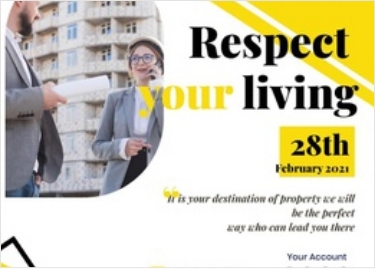 Respect
your living
28th
February 2021
“
It is your destination of property we will
be the perfect
way who can lead you there
Your Account